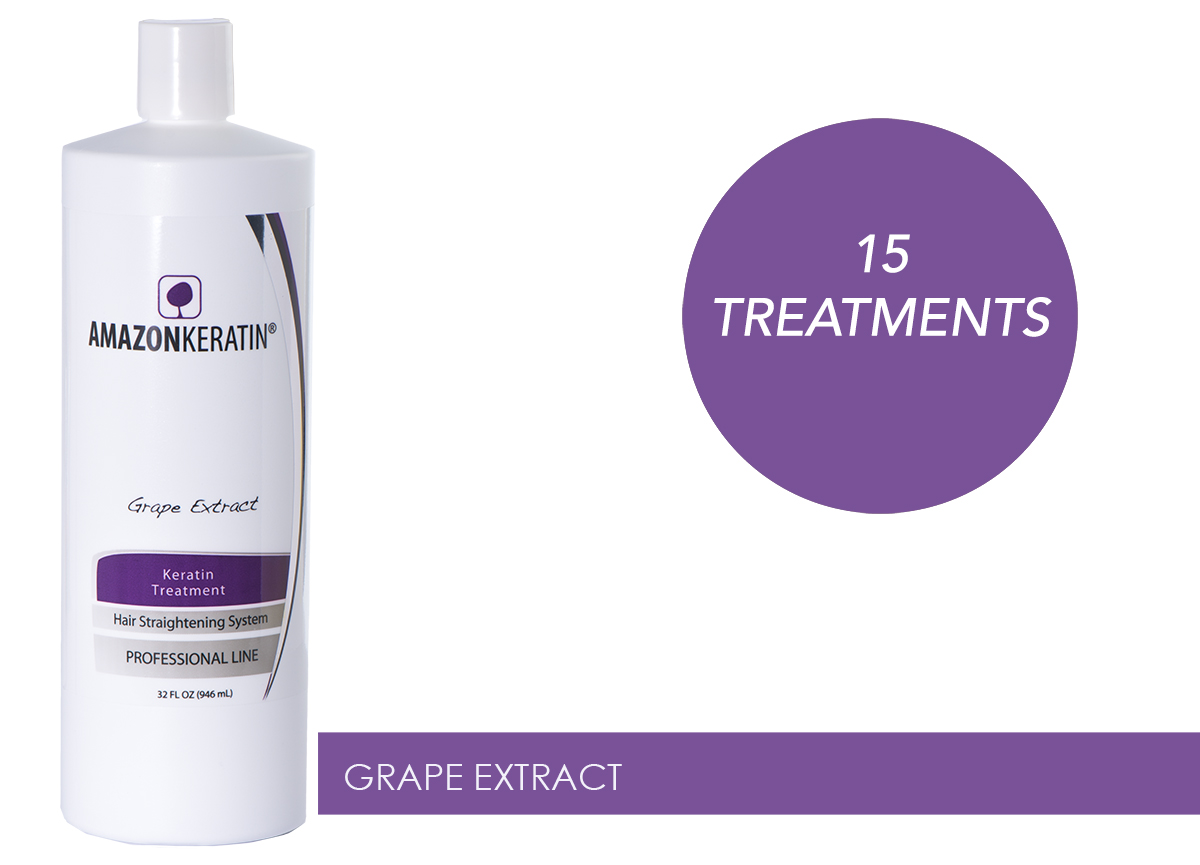 AMAZONKERATIN®
Grape Extract
Keratin
Treatment
Hair Straightening System
PROFESSIONAL LINE
32 FL OZ (946 mL)
15
TREATMENTS
GRAPE EXTRACT